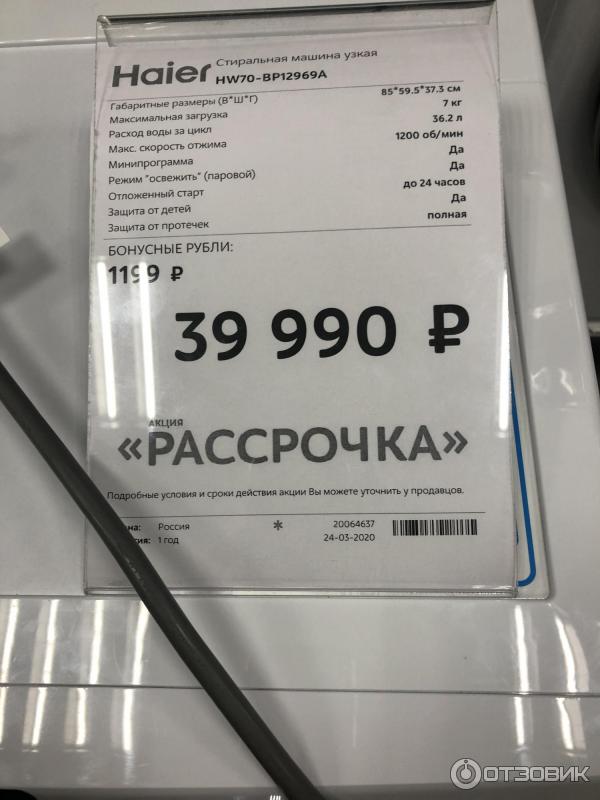 Haier Стиральная машина узкая
HW70-BP12969A
Габаритные размеры (В*Ш*Г) 85*59.5*37.3 см
Максимальная загрузка 7 кг
Расход воды за цикл 36.2 л
Макс. скорость отжима 1200 об/мин
Минипрограмма Да
Режим "освежить" (паровой) Да
Отложенный старт до 24 часов
Защита от детей Да
Защита от протечек полная
БОНУСНЫЕ РУБЛИ:
1199 ₽
39 990 ₽
АКЦИЯ
«РАССРОЧКА»
Подробные условия и сроки действия акции Вы можете уточнить у продавцов.
Россия * 20064637
1 год 24-03-2020
ОТЗОВИК